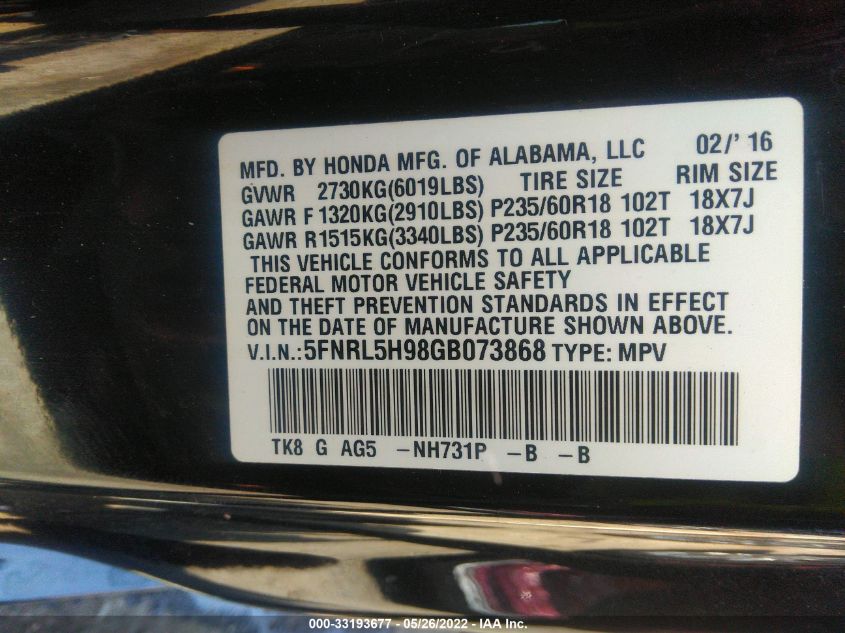 MFD. BY HONDA MFG. OF ALABAMA, LLC 02/' 16
GVWR 2730KG(6019LBS) TIRE SIZE RIM SIZE
GAWR F 1320KG(2910LBS) P235/60R18 102T 18X7J
GAWR R1515KG(3340LBS) P235/60R18 102T 18X7J
THIS VEHICLE CONFORMS TO ALL APPLICABLE
FEDERAL MOTOR VEHICLE SAFETY
AND THEFT PREVENTION STANDARDS IN EFFECT
ON THE DATE OF MANUFACTURE SHOWN ABOVE.
V.I.N.:5FNRL5H98GB073868 TYPE: MPV
TK8 G AG5 -NH731P -B -B
000-33193677 - 05/26/2022 - IAA Inc.